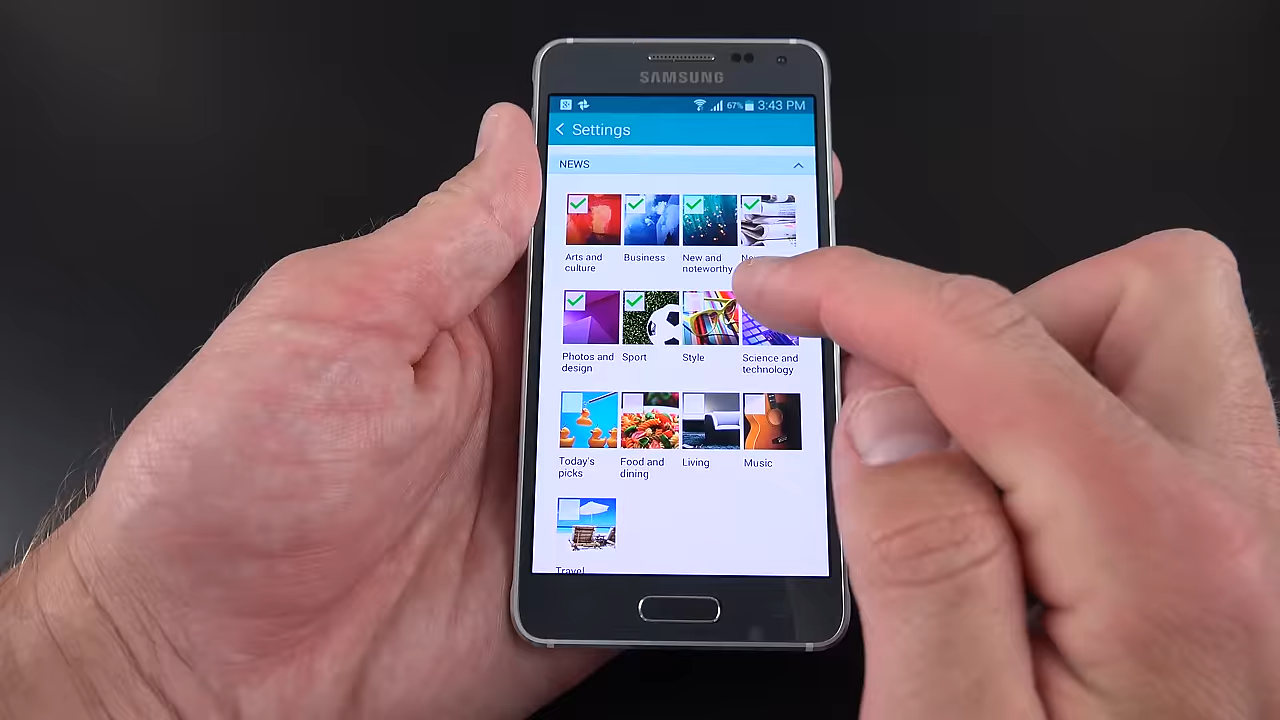 SAMSUNG
67% 3:43 PM
Settings
NEWS
Arts and
culture
Business
New and
noteworthy
Photos and
design
Sport
Style
Science and
technology
Today's
picks
Food and
dining
Living
Music
Travel